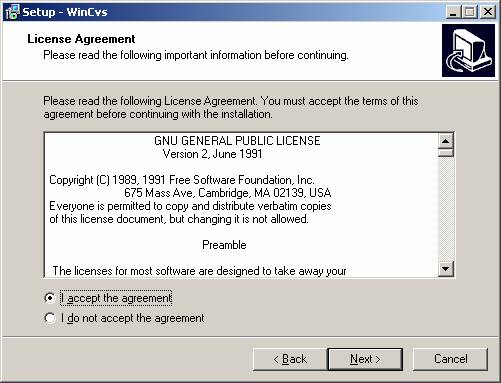 Setup - WinCvs
License Agreement
Please read the following important information before continuing.
Please read the following License Agreement. You must accept the terms of this
agreement before continuing with the installation.
GNU GENERAL PUBLIC LICENSE
Version 2, June 1991
Copyright (C) 1989, 1991 Free Software Foundation, Inc.
675 Mass Ave, Cambridge, MA 02139, USA
Everyone is permitted to copy and distribute verbatim copies
of this license document, but changing it is not allowed.
Preamble
The licenses for most software are designed to take away your
I accept the agreement
I do not accept the agreement
< Back
Next >
Cancel